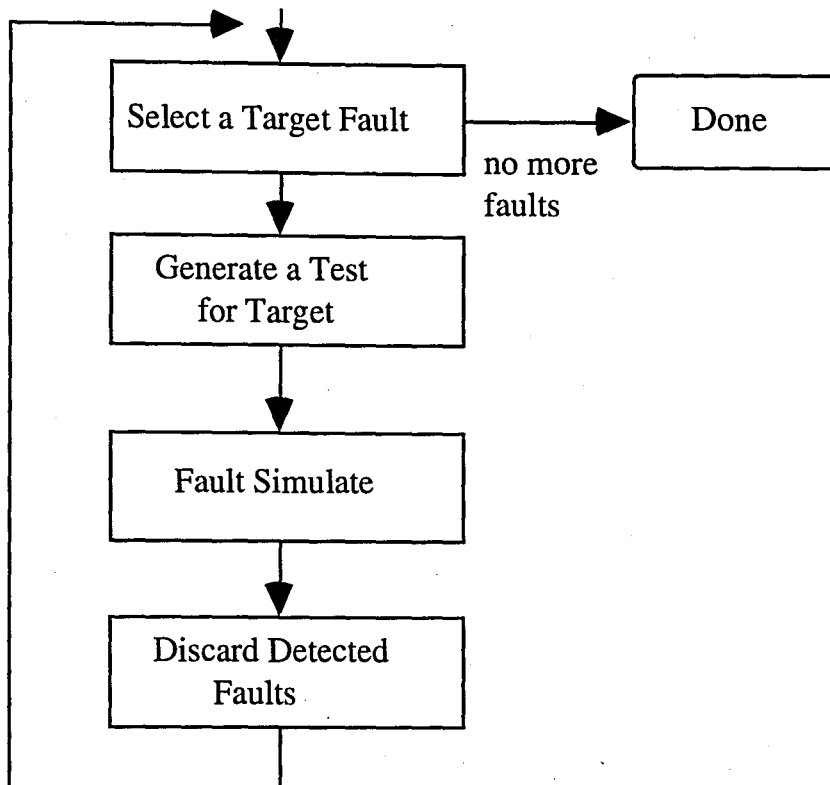 Select a Target Fault
Done
no more
faults
Generate a Test
for Target
Fault Simulate
Discard Detected
Faults